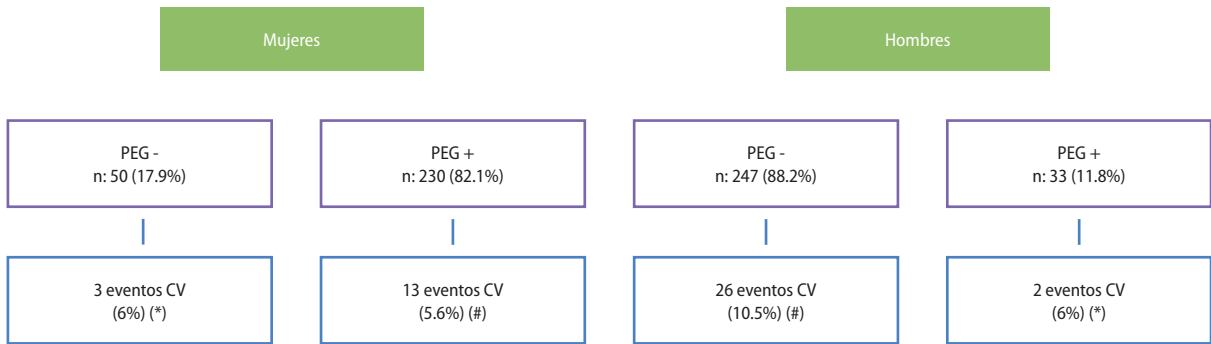 Mujeres
Hombres
PEG -
n: 50 (17.9%)
PEG +
n: 230 (82.1%)
PEG -
n: 247 (88.2%)
PEG +
n: 33 (11.8%)
3 eventos CV
(6%) (*)
13 eventos CV
(5.6%) (#)
26 eventos CV
(10.5%) (#)
2 eventos CV
(6%) (*)